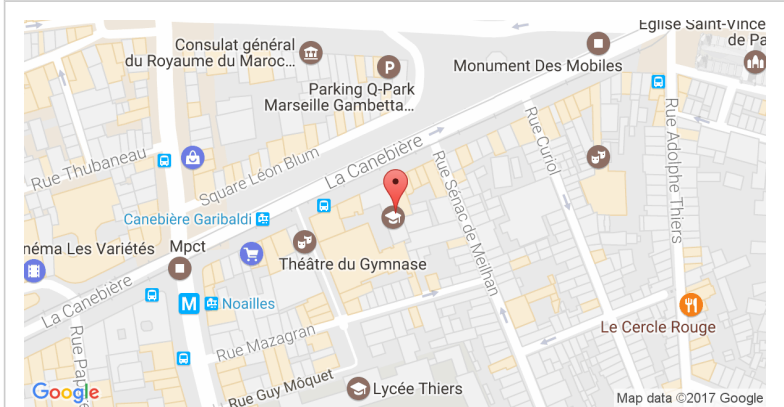 Eglise Saint-Vince
de Pa
Consulat général
du Royaume du Maroc...
P
Parking Q-Park
Marseille Gambetta...
Monument Des Mobiles
Rue Thubaneau
Square Léon Blum
La Canebière
Rue Sénac de Meilhan
Rue Curiol
Rue Adolphe Thiers
Canebière Garibaldi
néma Les Variétés
Mpct
Théâtre du Gymnase
La Canebière
M
Noailles
Rue Pap
Rue Mazagran
Le Cercle Rouge
Rue Guy Môquet
Lycée Thiers
Google
Map data ©2017 Google